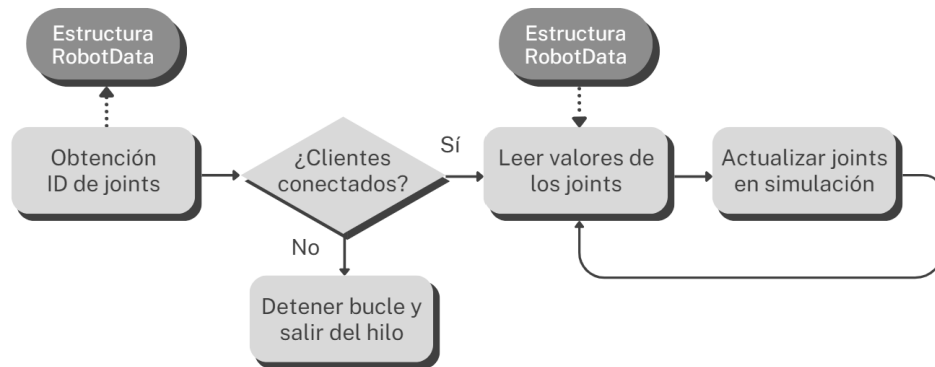 Estructura
RobotData
Estructura
RobotData
Obtención
ID de joints
¿Clientes
conectados?
Sí
Leer valores de
los joints
Actualizar joints
en simulación
No
Detener bucle y
salir del hilo